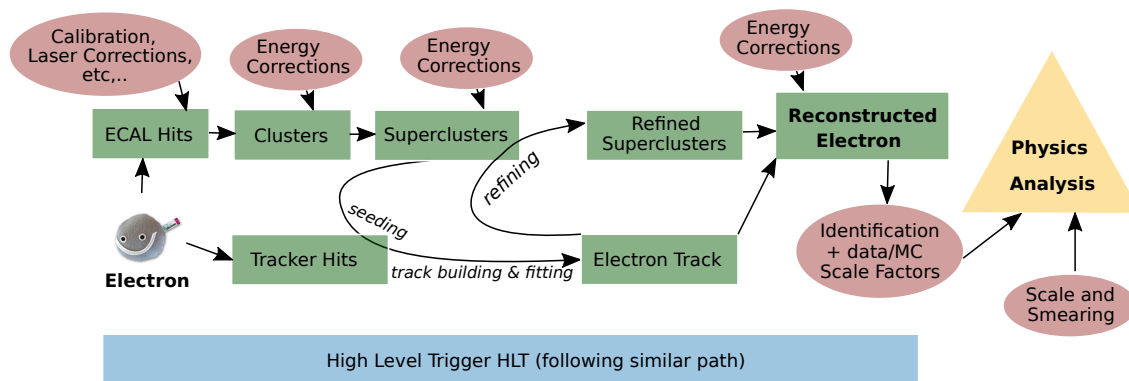 Calibration,
Laser Corrections,
etc,..
Energy
Corrections
Energy
Corrections
Energy
Corrections
ECAL Hits
Clusters
Superclusters
Refined
Superclusters
Reconstructed
Electron
Physics
Analysis
refining
seeding
Electron
Tracker Hits
track building & fitting
Electron Track
Identification
+ data/MC
Scale Factors
Scale and
Smearing
High Level Trigger HLT (following similar path)